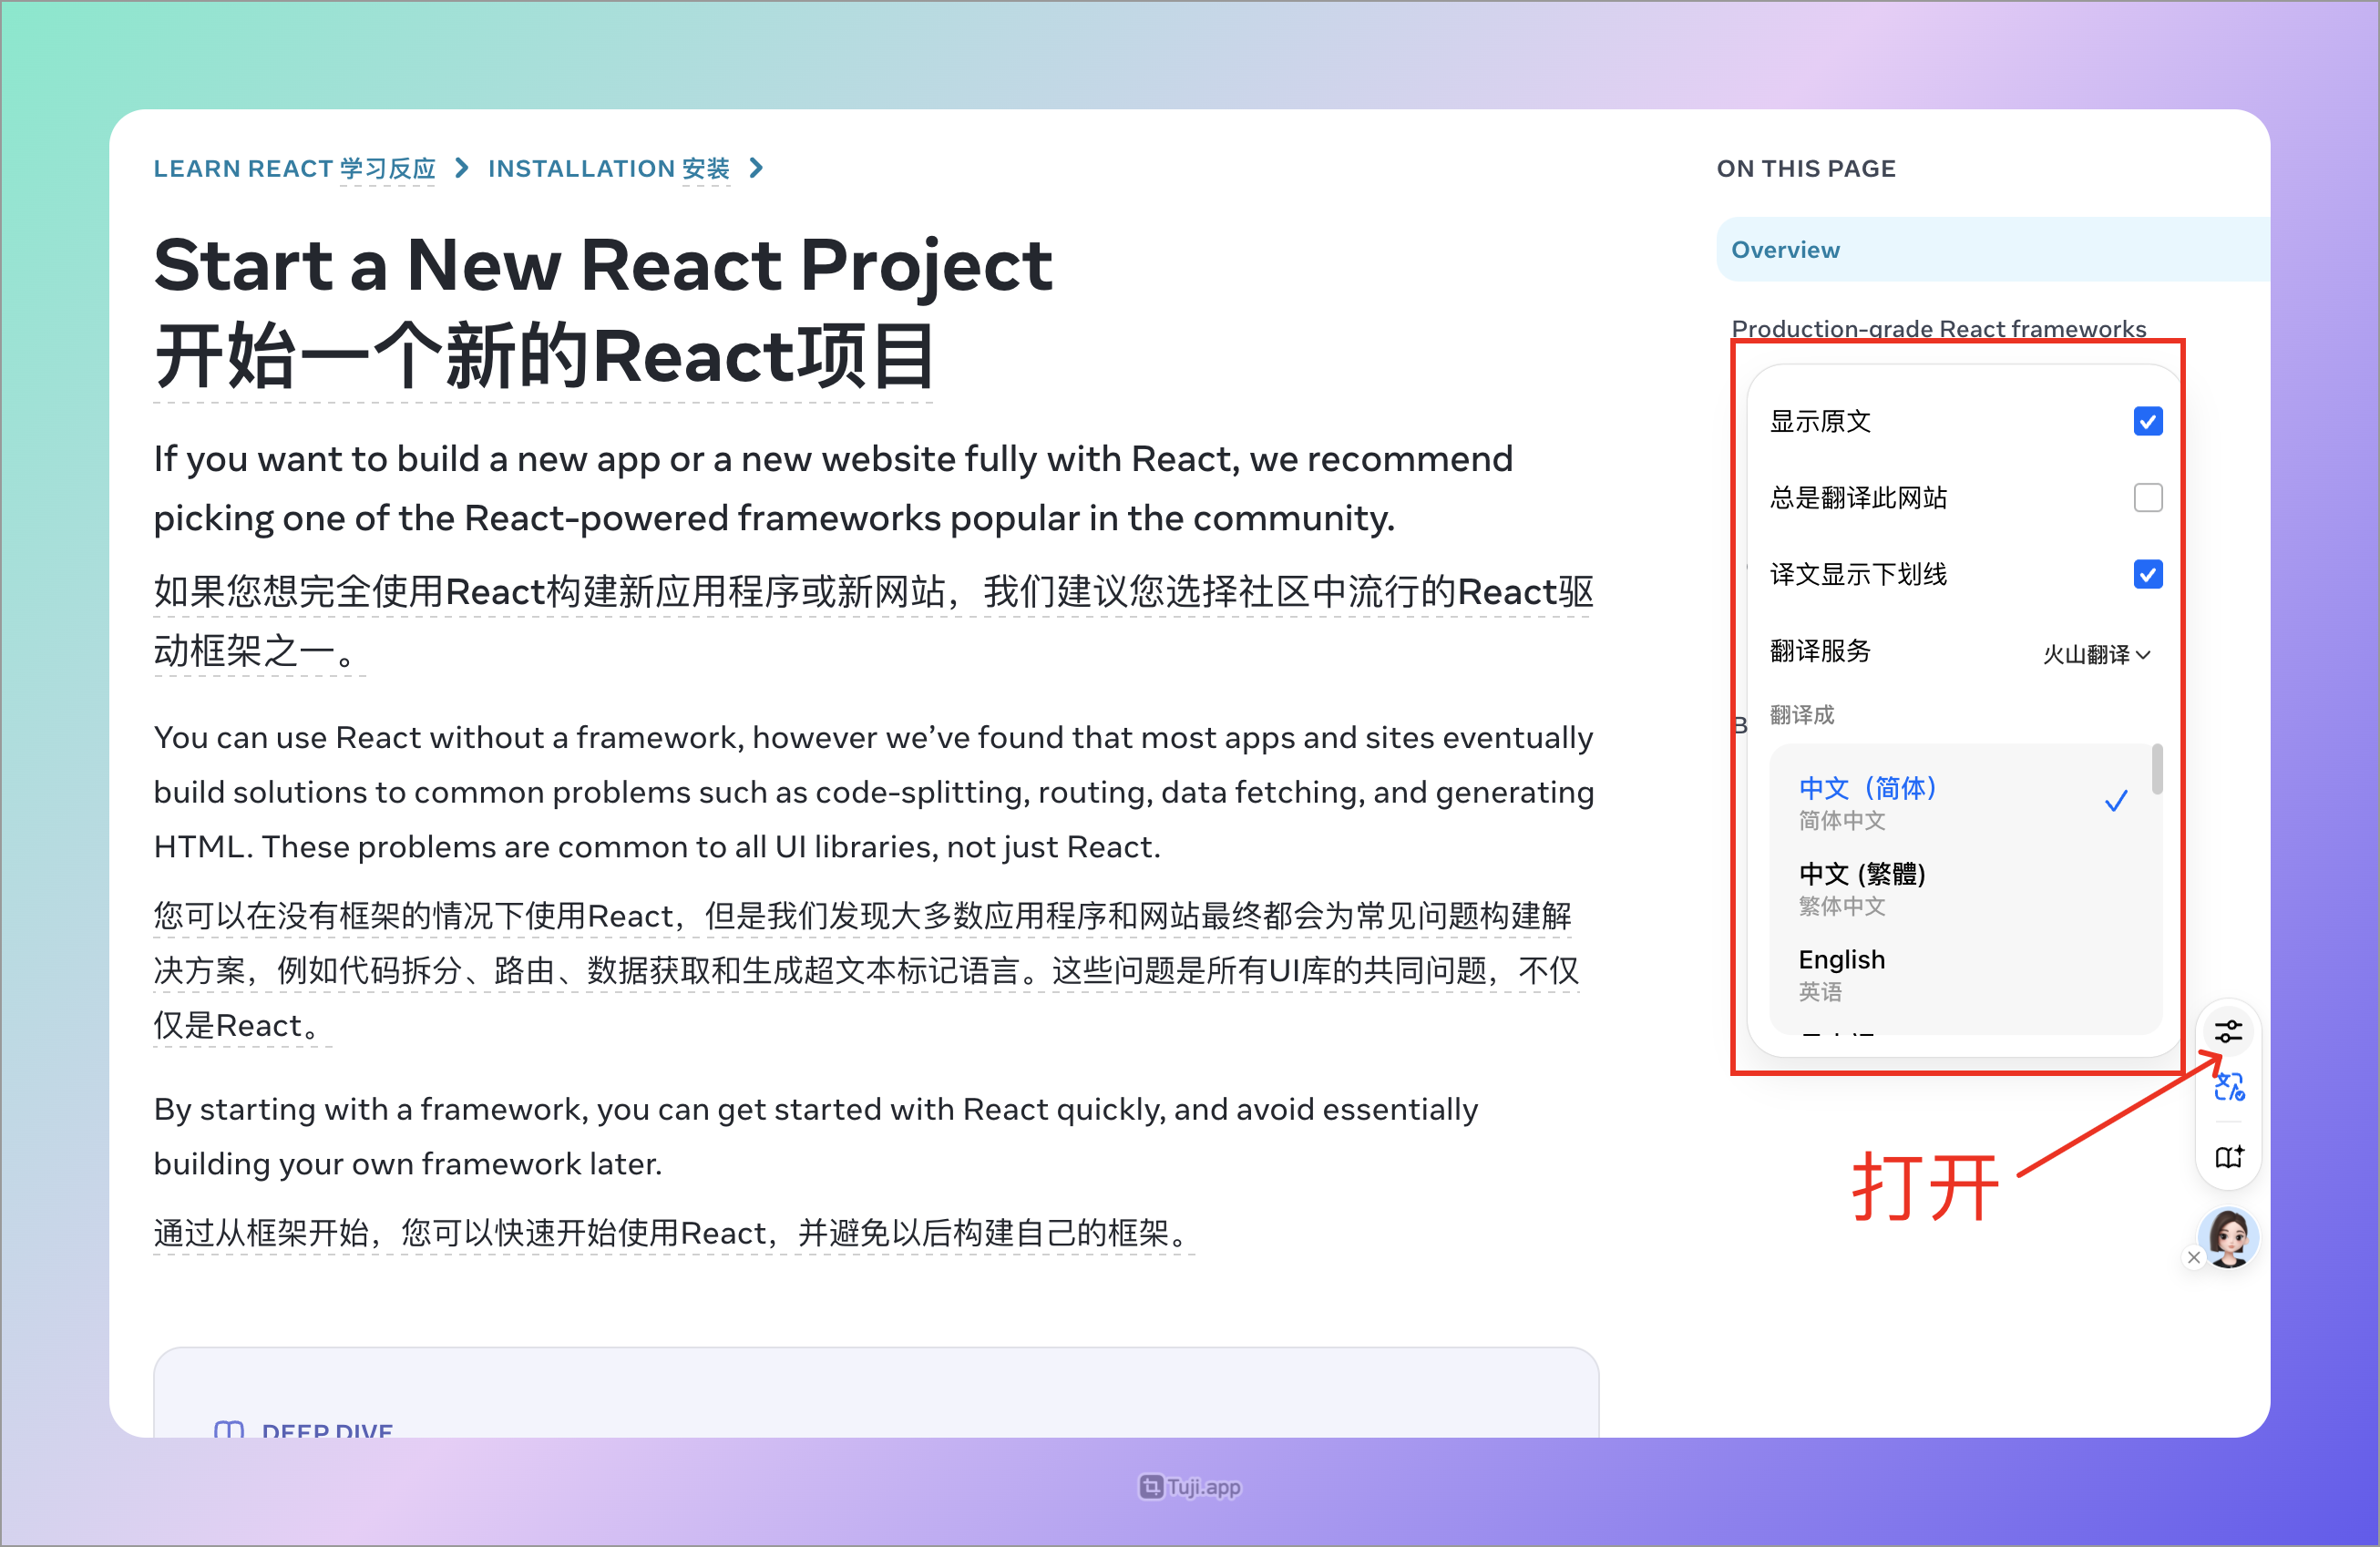 LEARN REACT 学习反应 INSTALLATION 安装
Start a New React Project
开始一个新的React项目
If you want to build a new app or a new website fully with React, we recommend
picking one of the React-powered frameworks popular in the community.
如果您想完全使用React构建新应用程序或新网站，我们建议您选择社区中流行的React驱
动框架之一。
You can use React without a framework, however we’ve found that most apps and sites eventually
build solutions to common problems such as code-splitting, routing, data fetching, and generating
HTML. These problems are common to all UI libraries, not just React.
您可以在没有框架的情况下使用React，但是我们发现大多数应用程序和网站最终都会为常见问题构建解
决方案，例如代码拆分、路由、数据获取和生成超文本标记语言。这些问题是所有UI库的共同问题，不仅
仅是React。
By starting with a framework, you can get started with React quickly, and avoid essentially
building your own framework later.
通过从框架开始，您可以快速开始使用React，并避免以后构建自己的框架。
DEEP DIVE
ON THIS PAGE
Overview
Production-grade React frameworks
显示原文
总是翻译此网站
译文显示下划线
翻译服务 火山翻译
B
翻译成
中文（简体）
简体中文
中文 (繁體)
繁体中文
English
英语
打开
Tuji.app